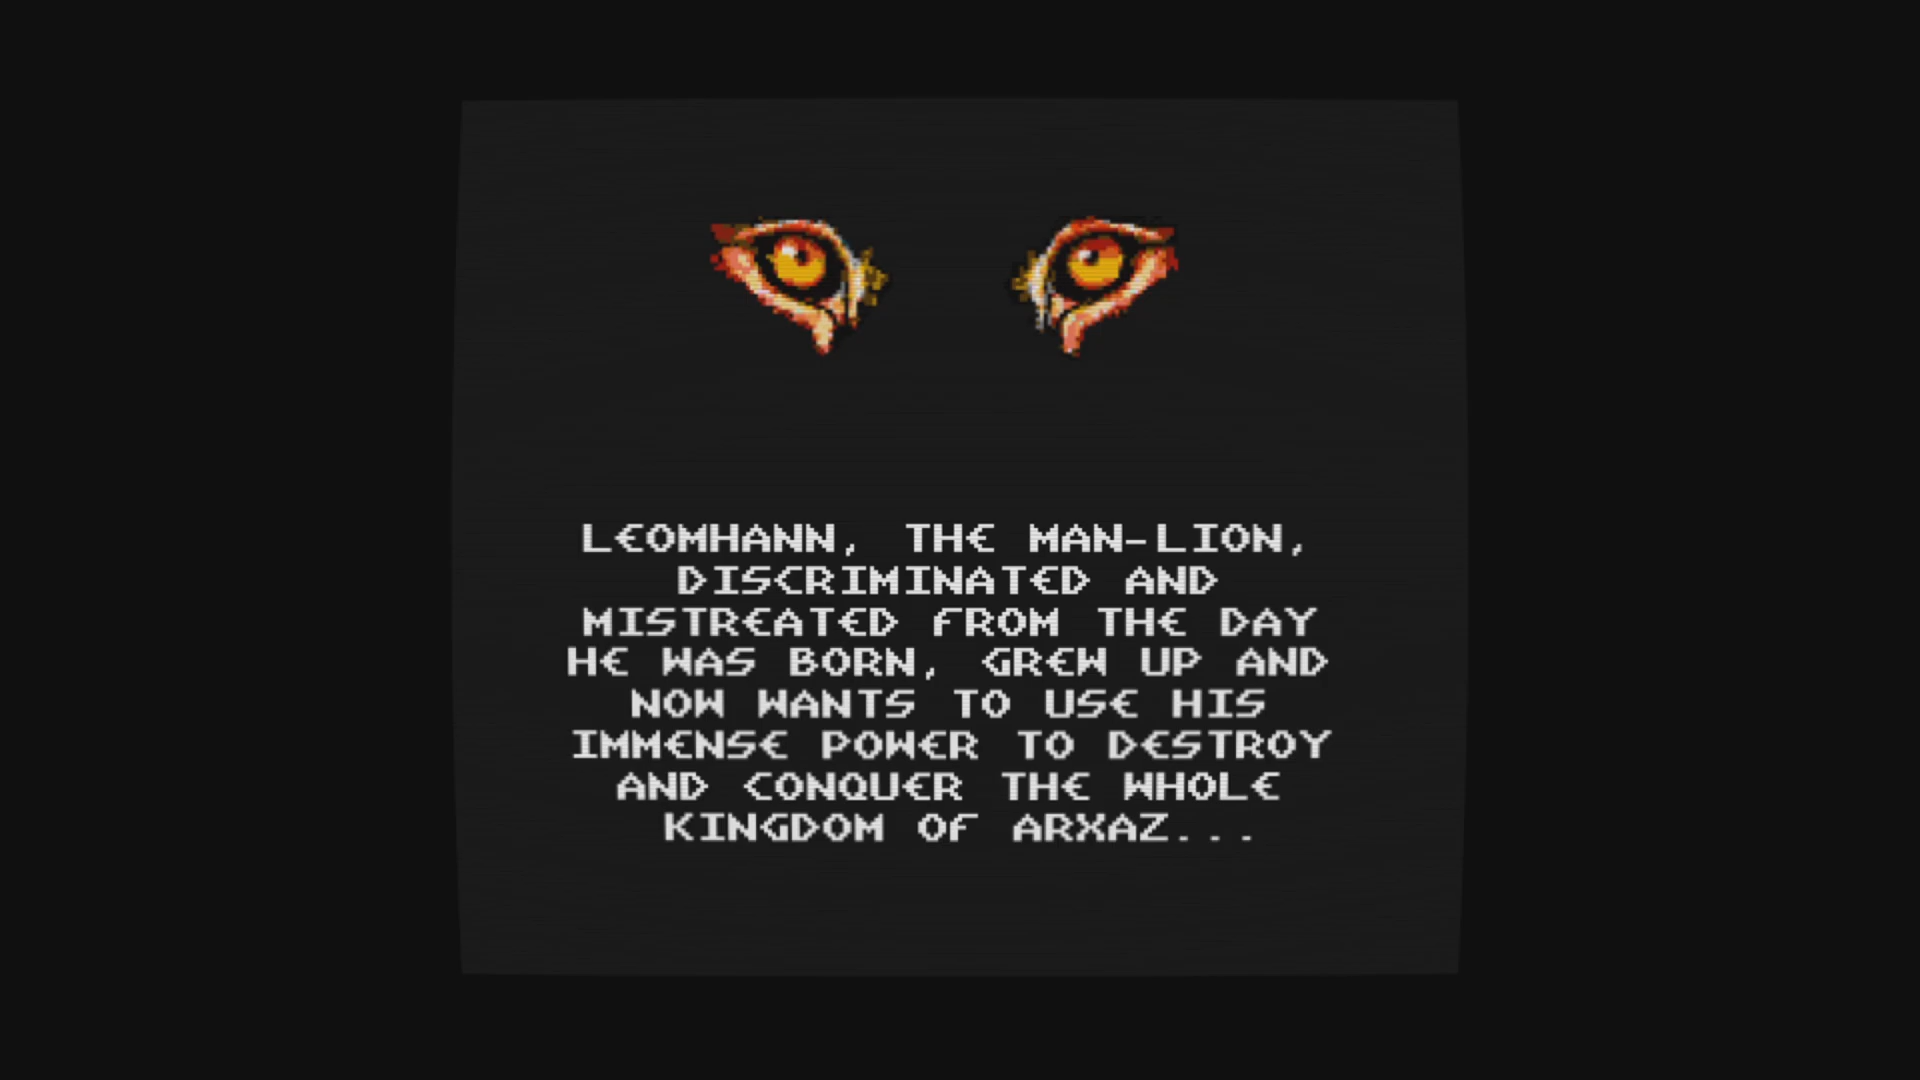 LEOMHANN, THE MAN-LION,
DISCRIMINATED AND
MISTREATED FROM THE DAY
HE WAS BORN, GREW UP AND
NOW WANTS TO USE HIS
IMMENSE POWER TO DESTROY
AND CONQUER THE WHOLE
KINGDOM OF ARXAZ...